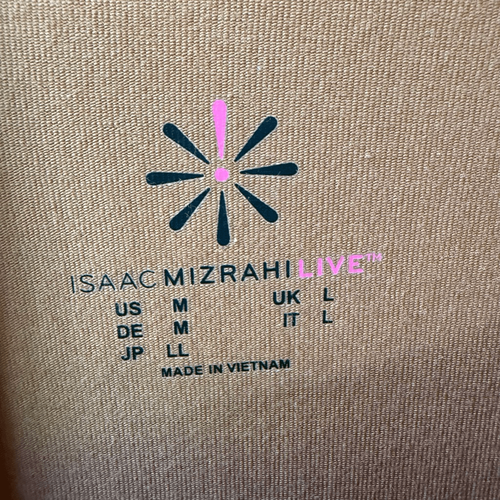 ISAAC MIZRAHI LIVE™
US M UK L
DE M IT L
JP LL
MADE IN VIETNAM